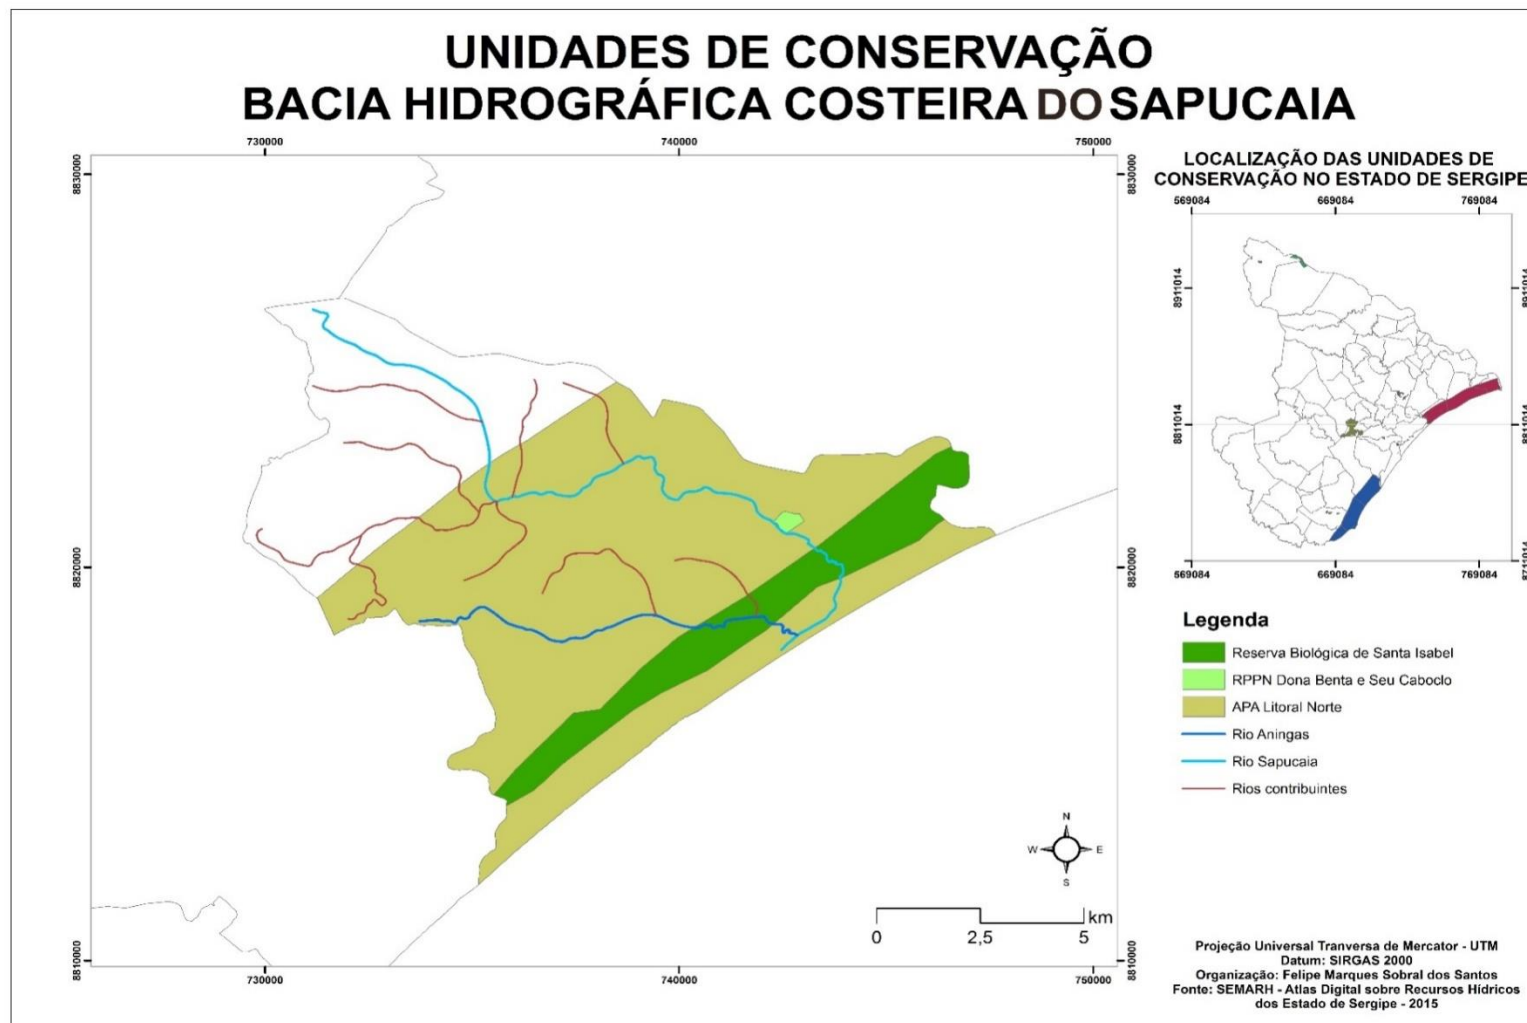 UNIDADES DE CONSERVAÇÃO
BACIA HIDROGRÁFICA COSTEIRA DO SAPUCAIA
730000
740000
750000
8830000
8830000
8820000
8820000
8810000
8810000
730000
740000
750000
N
W
E
S
km
0
2,5
5
LOCALIZAÇÃO DAS UNIDADES DE
CONSERVAÇÃO NO ESTADO DE SERGIPE
569084
669084
769084
8911014
8911014
8811014
8811014
8711014
569084
669084
769084
Legenda
Reserva Biológica de Santa Isabel
RPPN Dona Benta e Seu Caboclo
APA Litoral Norte
Rio Aningas
Rio Sapucaia
Rios contribuintes
Projeção Universal Tranversa de Mercator - UTM
Datum: SIRGAS 2000
Organização: Felipe Marques Sobral dos Santos
Fonte: SEMARH - Atlas Digital sobre Recursos Hídricos
dos Estado de Sergipe - 2015